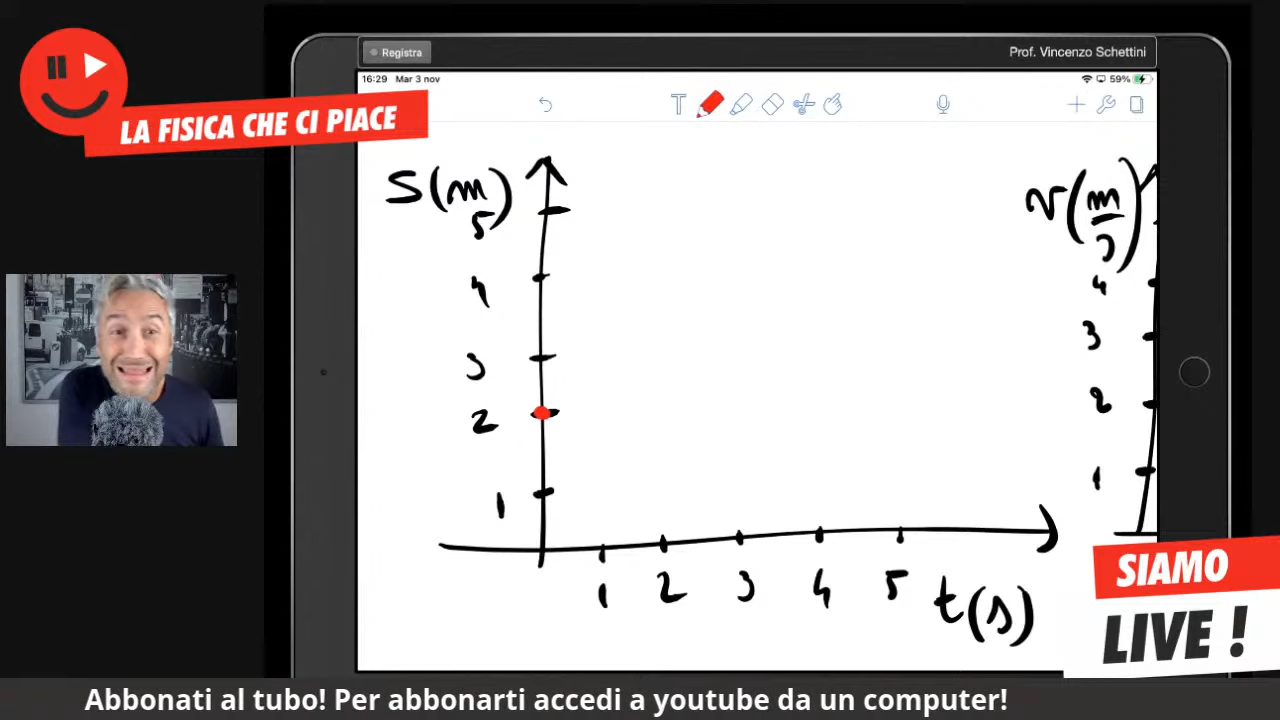 Registra
Prof. Vincenzo Schettini
16:29 Mar 3 nov
59%
LA FISICA CHE CI PIACE
S(m)
5
4
3
2
1
1 2 3 4 5 t(s)
v(m/s)
4
3
2
1
SIAMO
LIVE !
Abbonati al tubo! Per abbonarti accedi a youtube da un computer!